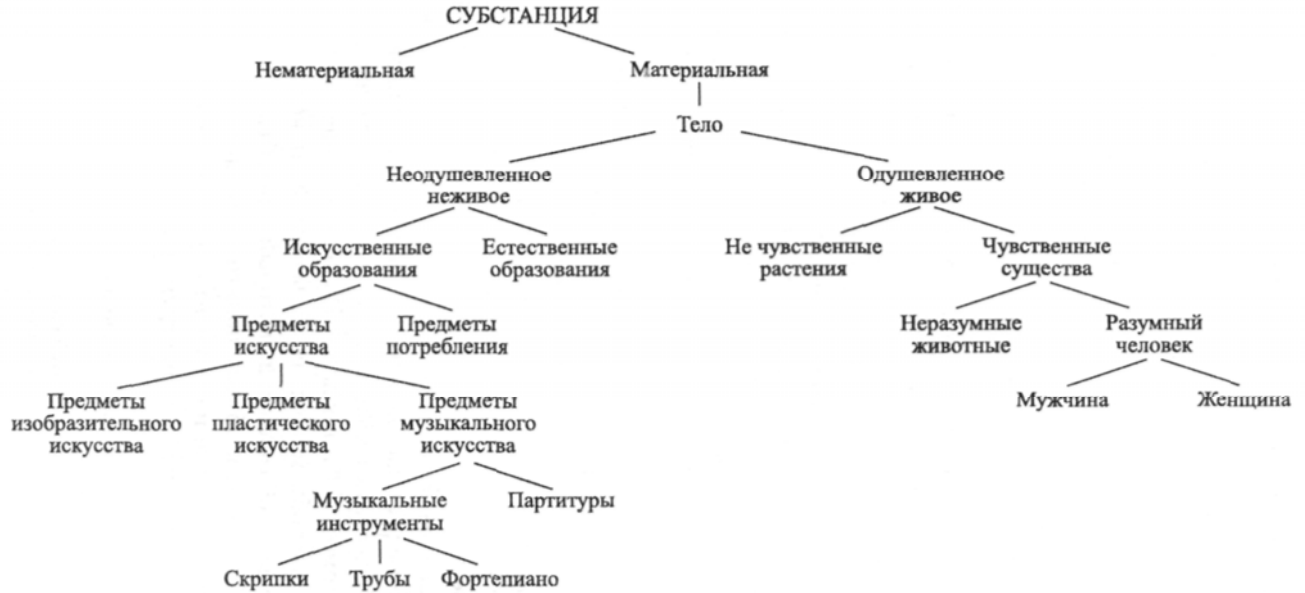 СУБСТАНЦИЯ
Нематериальная
Материальная
Тело
Неодушевленное
неживое
Одушевленное
живое
Искусственные
образования
Естественные
образования
Не чувственные
растения
Чувственные
существа
Предметы
искусства
Предметы
потребления
Неразумные
животные
Разумный
человек
Предметы
изобразительного
искусства
Предметы
пластического
искусства
Предметы
музыкального
искусства
Мужчина
Женщина
Музыкальные
инструменты
Партитуры
Скрипки
Трубы
Фортепиано